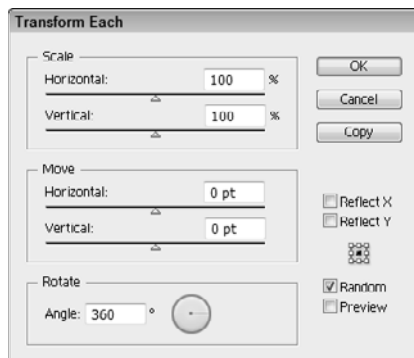 Transform Each
Scale
Horizontal: 100 %
Vertical: 100 %
OK
Cancel
Copy
Move
Horizontal: 0 pt
Vertical: 0 pt
Reflect X
Reflect Y
Rotate
Angle: 360 °
Random
Preview